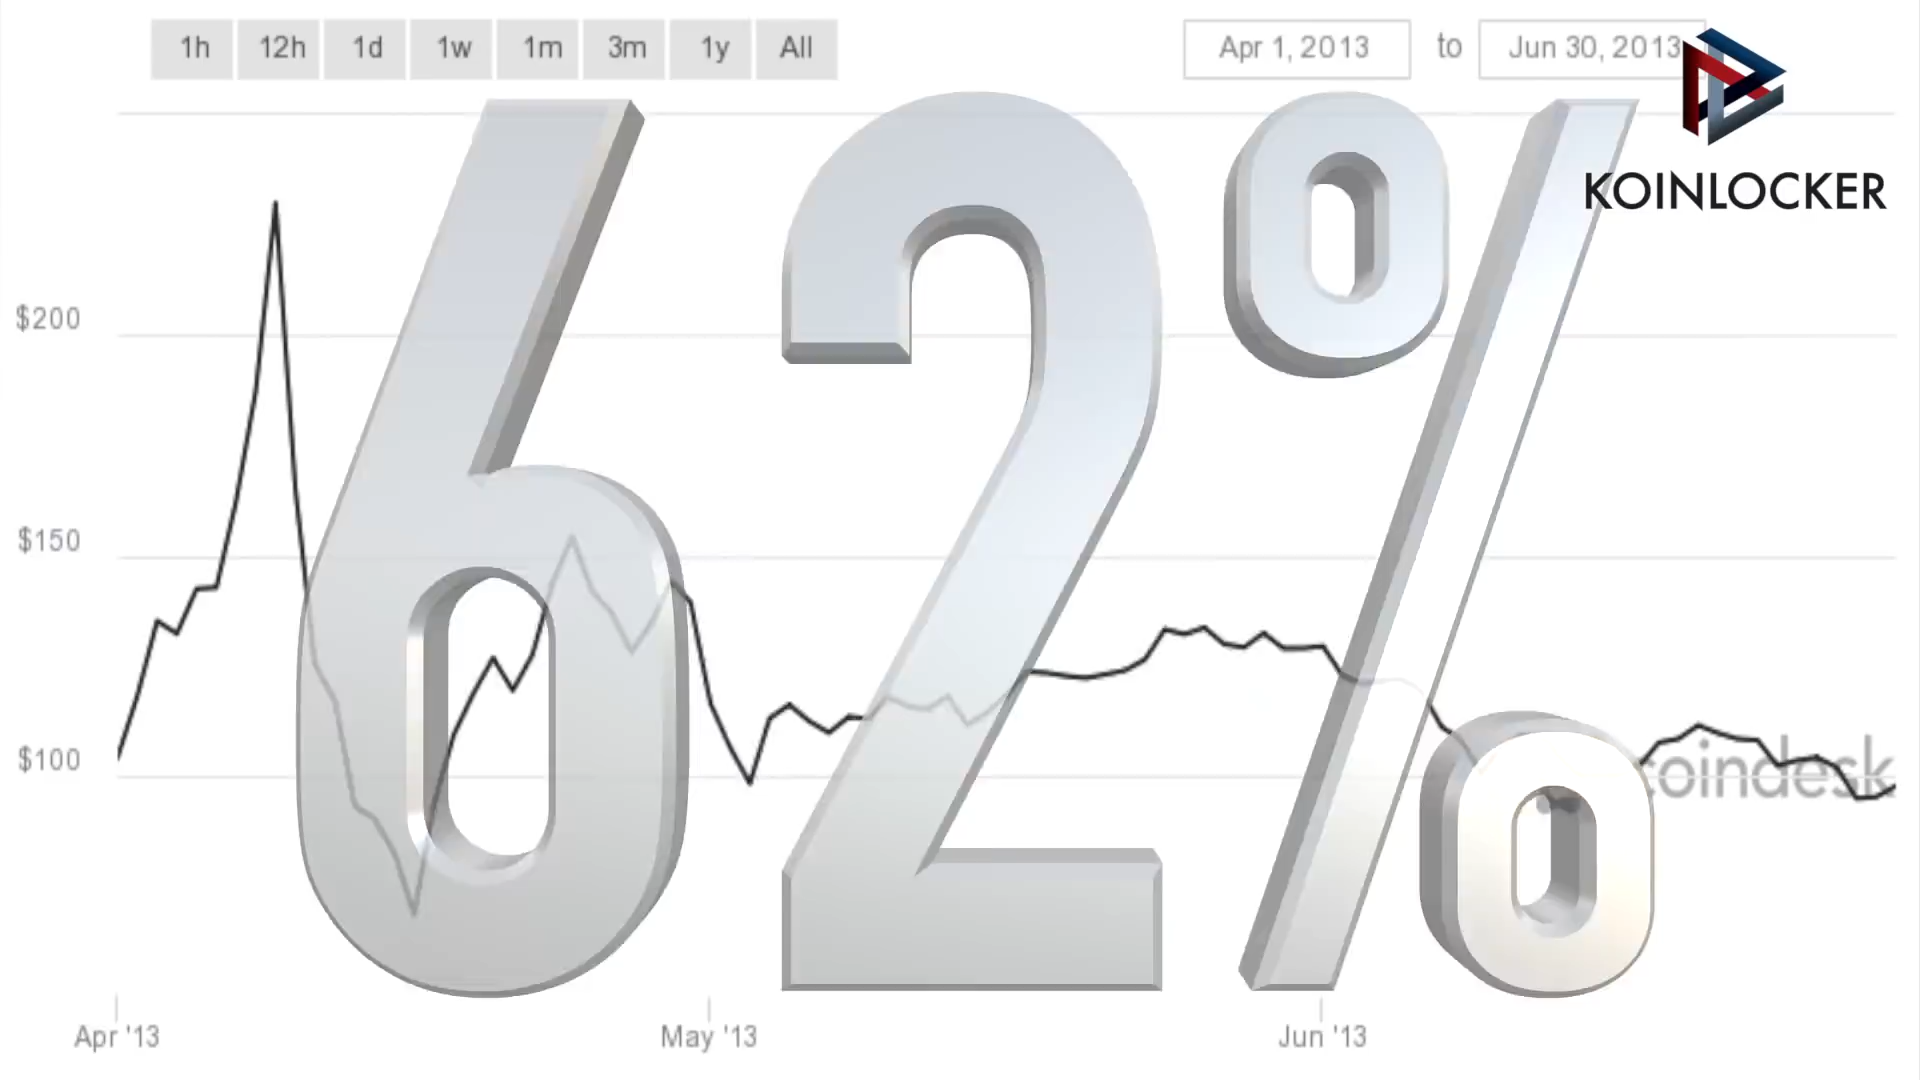 1h 12h 1d 1w 1m 3m 1y All Apr 1, 2013 to Jun 30, 2013
KOINLOCKER
62%
$200
$150
$100
coindesk
Apr '13 May '13 Jun '13